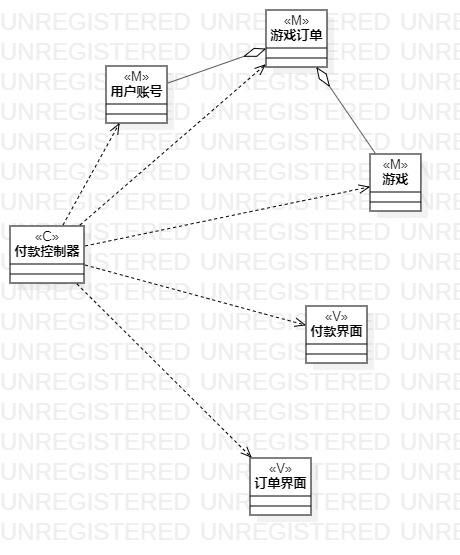 «M»
游戏订单
«M»
用户账号
«M»
游戏
«C»
付款控制器
«V»
付款界面
«V»
订单界面
UNREGISTERED UNREGISTERED UNREGISTERED